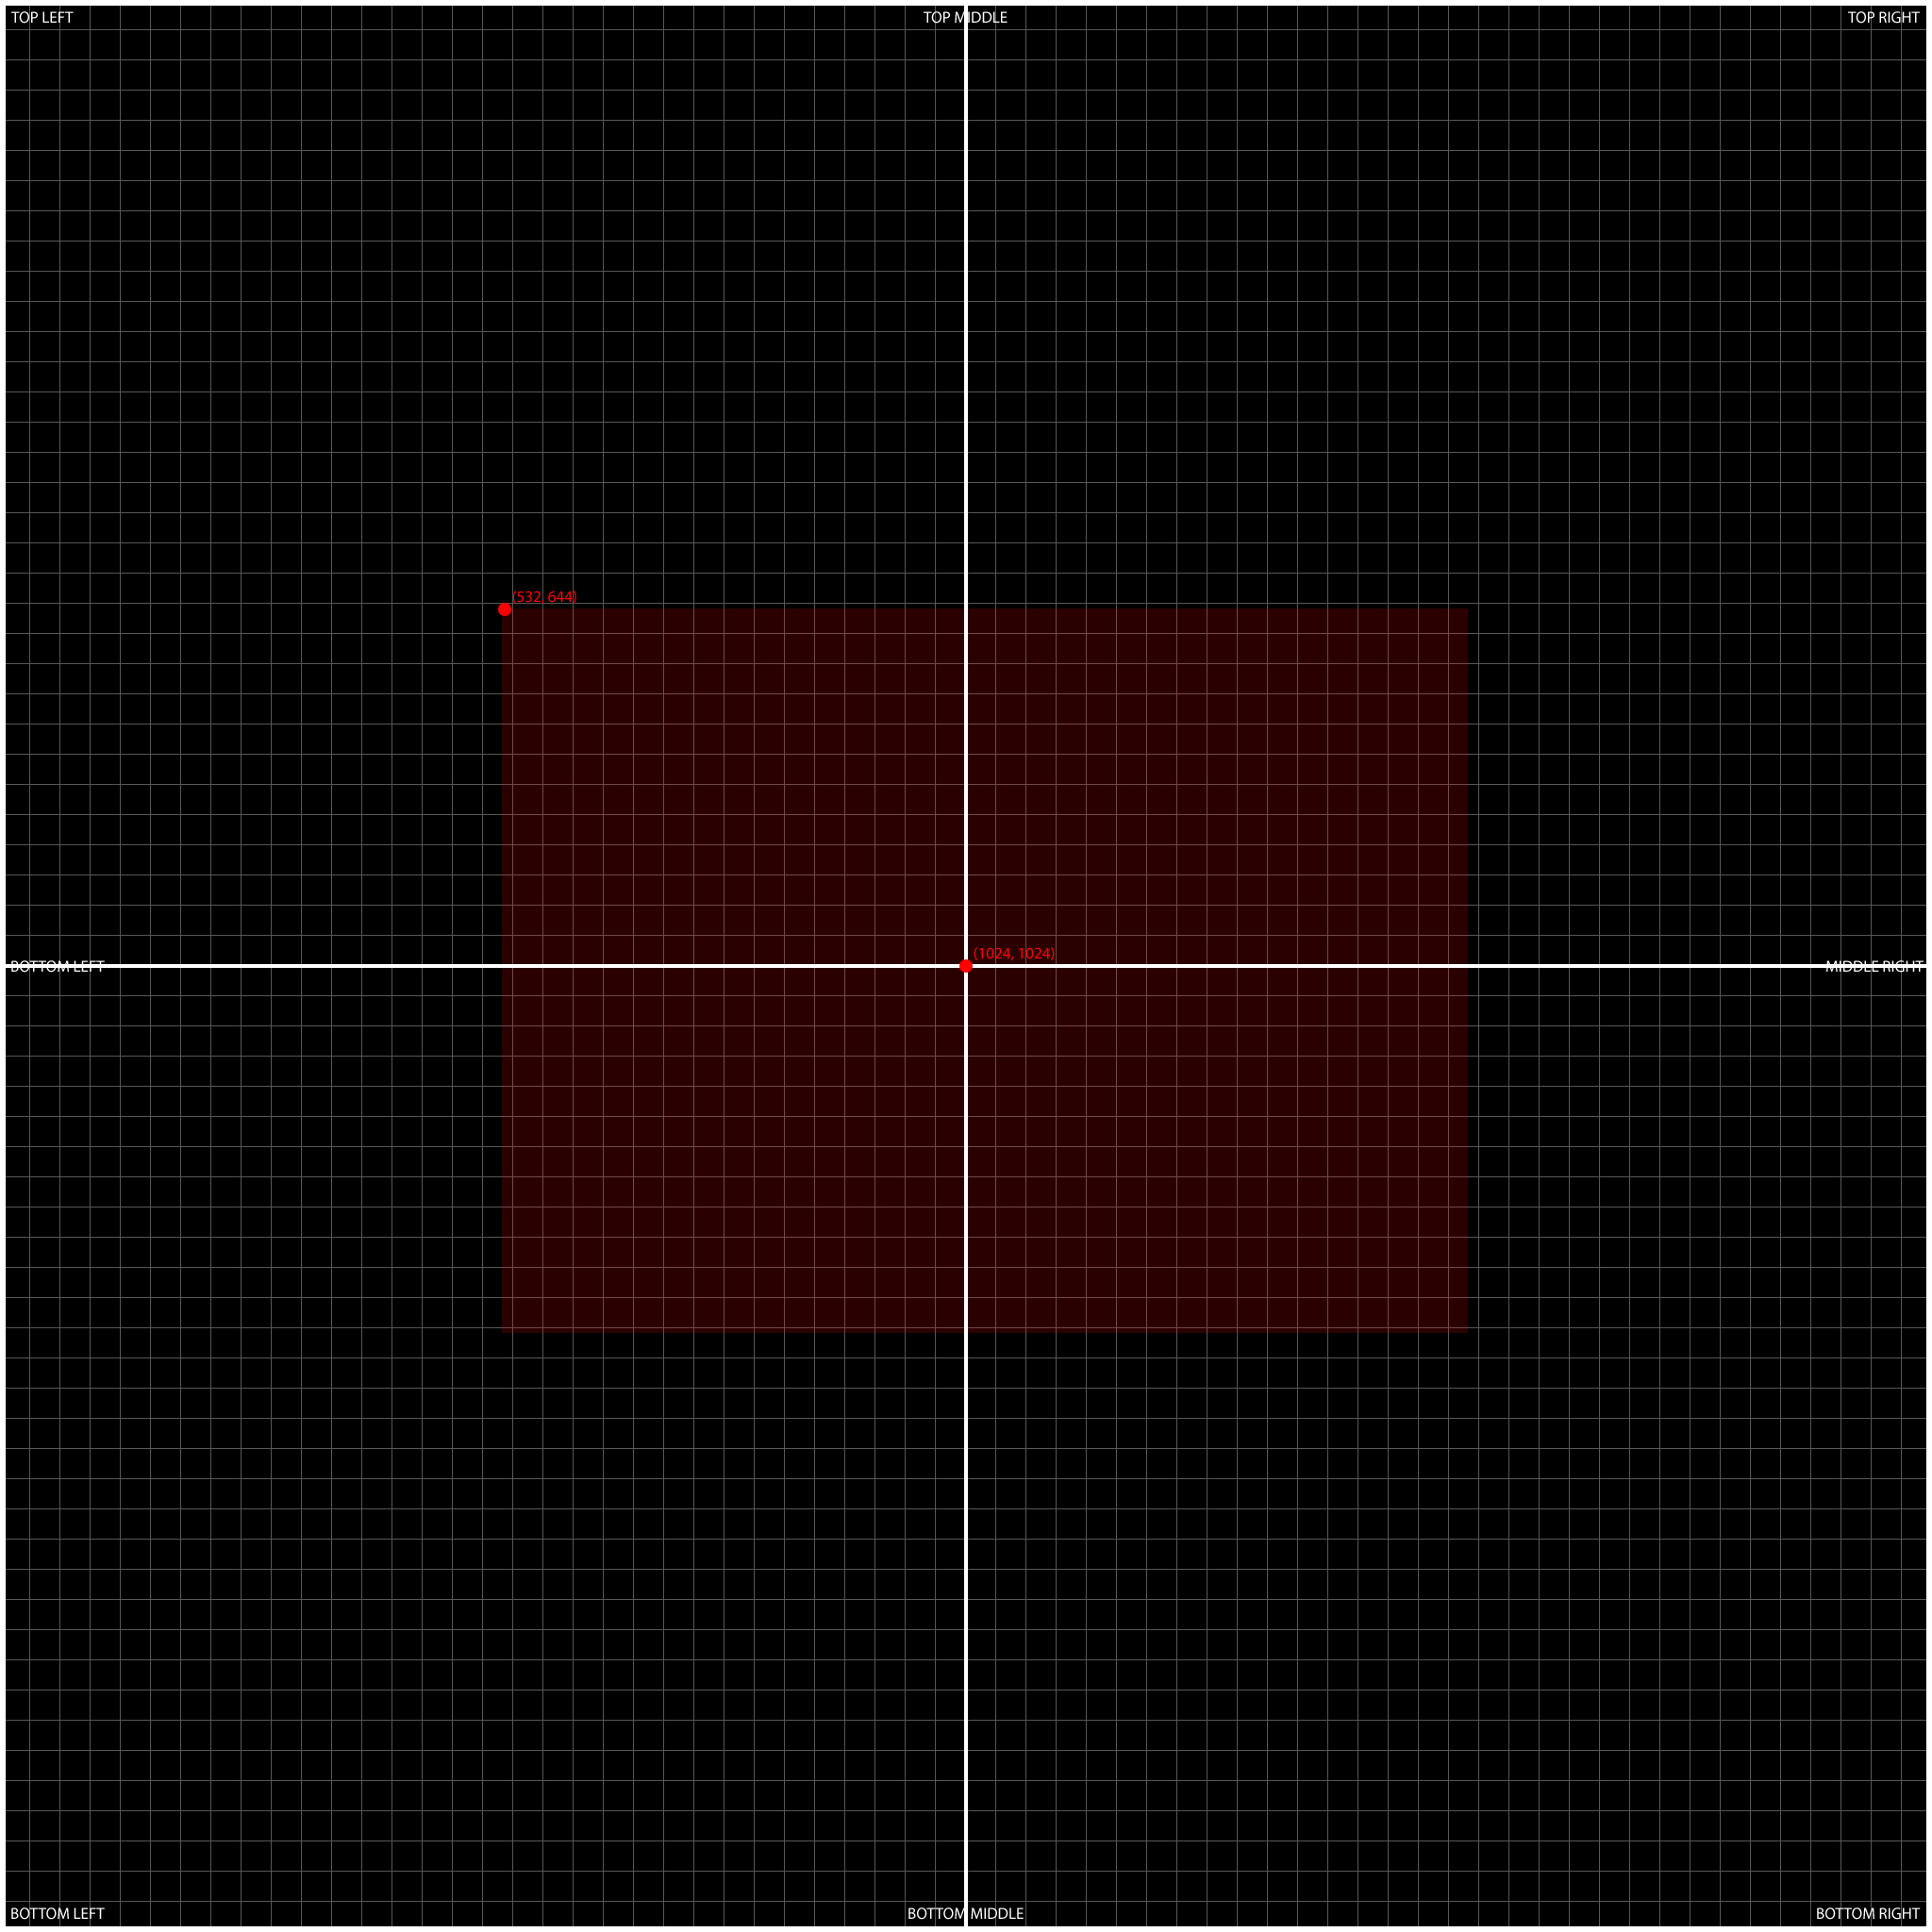 TOP LEFT
TOP MIDDLE
TOP RIGHT
(532, 644)
(1024, 1024)
BOTTOM LEFT
MIDDLE RIGHT
BOTTOM LEFT
BOTTOM MIDDLE
BOTTOM RIGHT